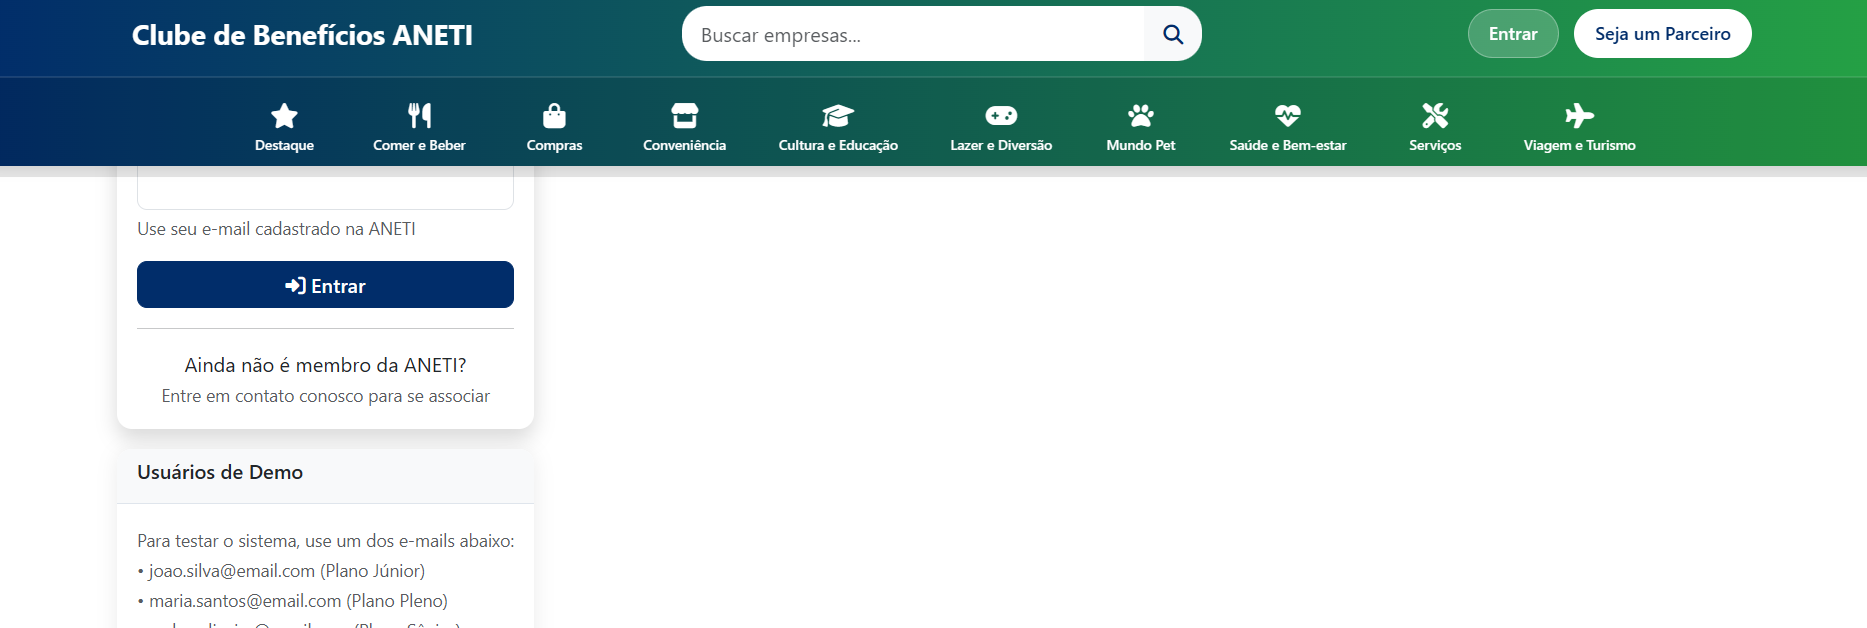 Clube de Benefícios ANETI
Buscar empresas...
Entrar
Seja um Parceiro
Destaque
Comer e Beber
Compras
Conveniência
Cultura e Educação
Lazer e Diversão
Mundo Pet
Saúde e Bem-estar
Serviços
Viagem e Turismo
Use seu e-mail cadastrado na ANETI
Entrar
Ainda não é membro da ANETI?
Entre em contato conosco para se associar
Usuários de Demo
Para testar o sistema, use um dos e-mails abaixo:
• joao.silva@email.com (Plano Júnior)
• maria.santos@email.com (Plano Pleno)